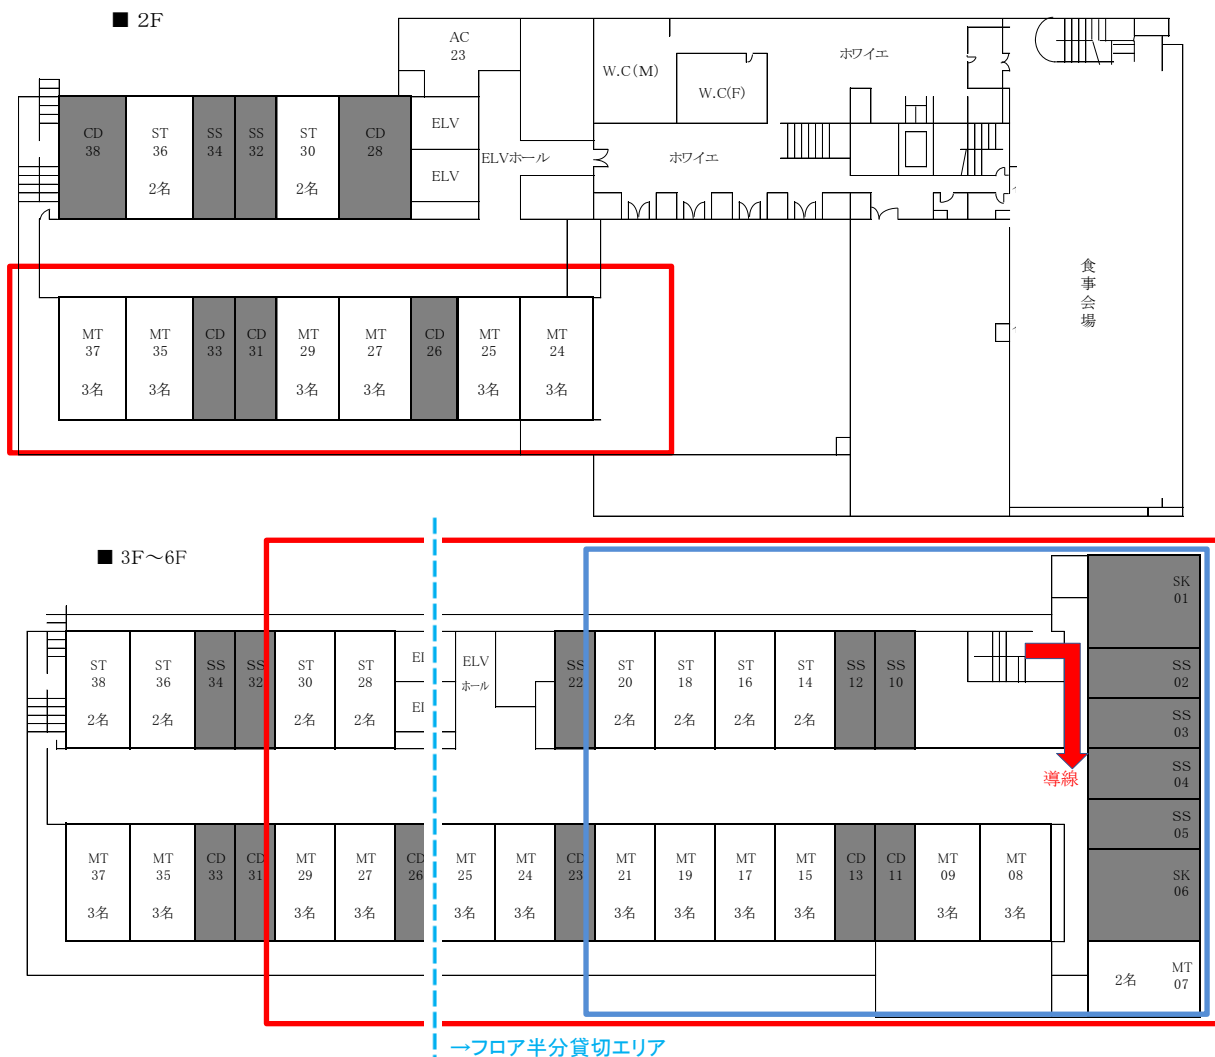 ■ 2F
AC
23
W.C(M)
W.C(F)
ホワイエ
CD
38
ST
36
2名
SS
34
SS
32
ST
30
2名
CD
28
ELV
ELV
ELVホール
ホワイエ
食事会場
MT
37
3名
MT
35
3名
CD
33
CD
31
MT
29
3名
MT
27
3名
CD
26
MT
25
3名
MT
24
3名
■ 3F～6F
ST
38
2名
ST
36
2名
SS
34
SS
32
ST
30
2名
ST
28
2名
EL
EL
ELV
ホール
SS
22
ST
20
2名
ST
18
2名
ST
16
2名
ST
14
2名
SS
12
SS
10
導線
SK
01
SS
02
SS
03
SS
04
SS
05
SK
06
MT
07
2名
MT
37
3名
MT
35
3名
CD
33
CD
31
MT
29
3名
MT
27
3名
CD
26
MT
25
3名
MT
24
3名
CD
23
MT
21
3名
MT
19
3名
MT
17
3名
MT
15
3名
CD
13
CD
11
MT
09
3名
MT
08
3名
→フロア半分貸切エリア